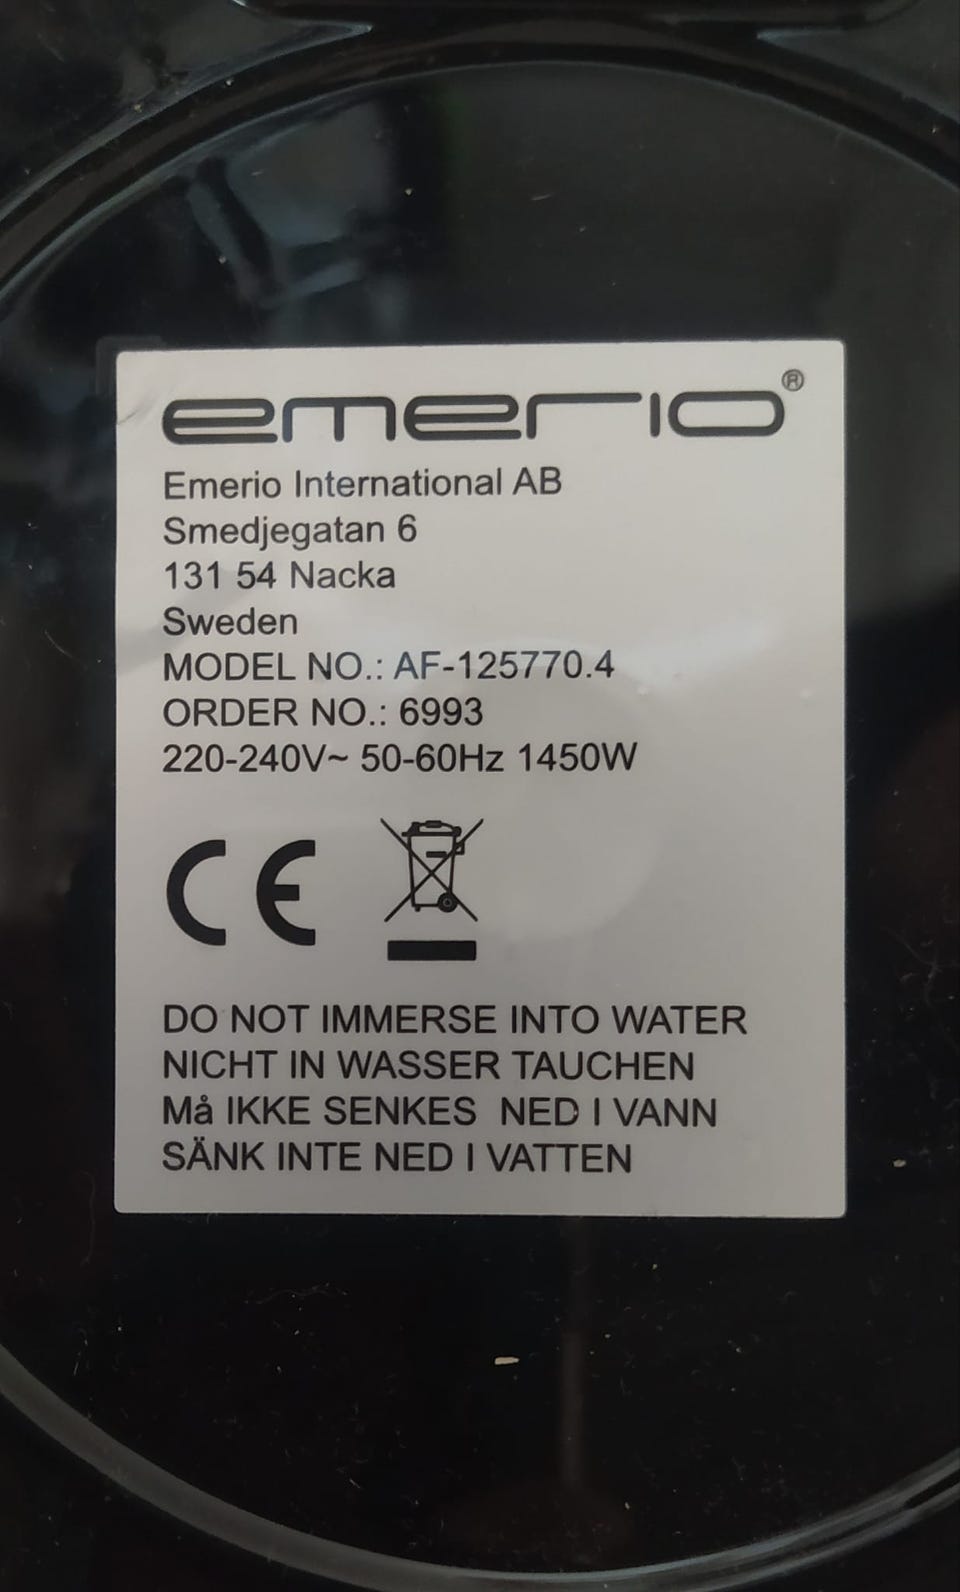 emerio®
Emerio International AB
Smedjegatan 6
131 54 Nacka
Sweden
MODEL NO.: AF-125770.4
ORDER NO.: 6993
220-240V~ 50-60Hz 1450W
CE
DO NOT IMMERSE INTO WATER
NICHT IN WASSER TAUCHEN
Må IKKE SENKES NED I VANN
SÄNK INTE NED I VATTEN